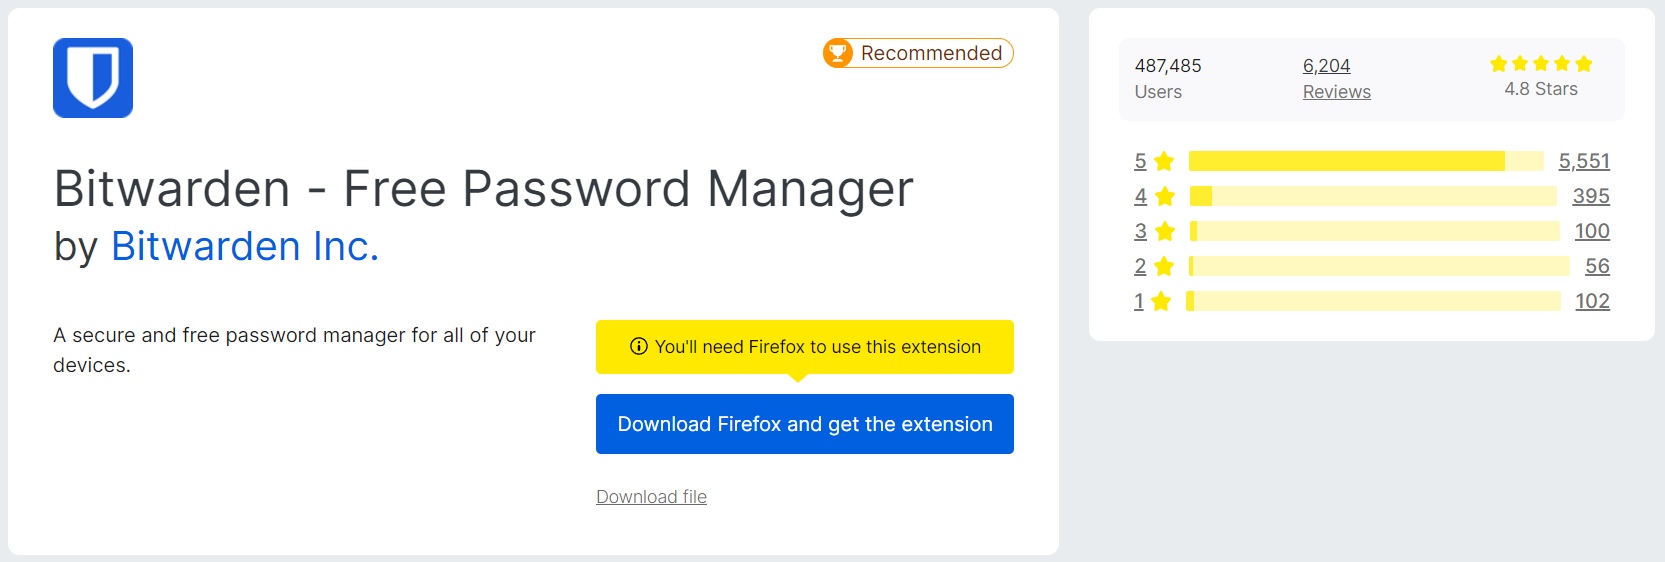 Recommended
Bitwarden - Free Password Manager
by Bitwarden Inc.
A secure and free password manager for all of your
devices.
You'll need Firefox to use this extension
Download Firefox and get the extension
Download file
487,485
Users
6,204
Reviews
4.8 Stars
5 5,551
4 395
3 100
2 56
1 102